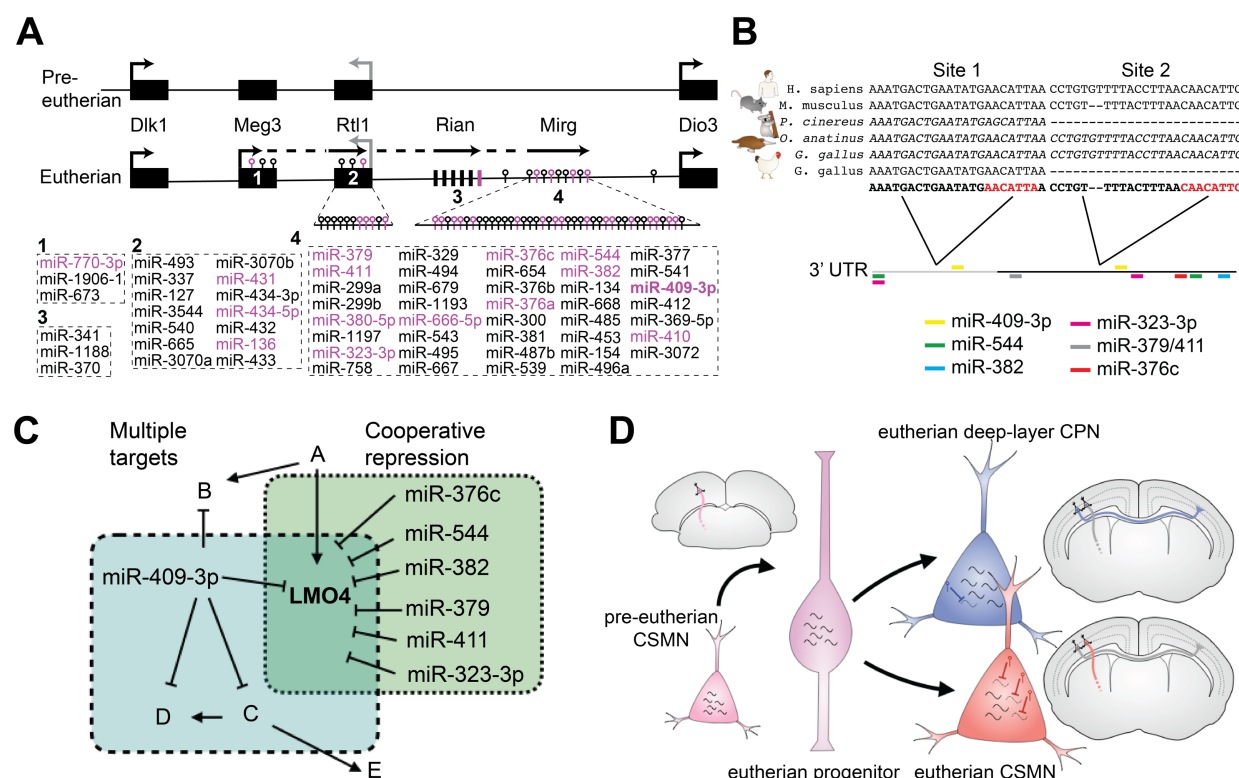 A
Pre-
eutherian
Dlk1 Meg3 Rtl1 Rian Mirg Dio3
Eutherian
1 2 3 4
1
miR-770-3p
miR-1906-1
miR-673
3
miR-341
miR-1188
miR-370
2
miR-493 miR-3070b
miR-337 miR-431
miR-127 miR-434-3p
miR-3544 miR-434-5p
miR-540 miR-432
miR-665 miR-136
miR-3070a miR-433
4
miR-379 miR-329 miR-376c miR-544 miR-377
miR-411 miR-494 miR-654 miR-382 miR-541
miR-299a miR-679 miR-376b miR-134 miR-409-3p
miR-299b miR-1193 miR-376a miR-668 miR-412
miR-380-5p miR-666-5p miR-300 miR-485 miR-369-5p
miR-1197 miR-543 miR-381 miR-453 miR-410
miR-323-3p miR-495 miR-487b miR-154 miR-3072
miR-758 miR-667 miR-539 miR-496a
B
Site 1 Site 2
H. sapiens AAATGACTGAATATGAACATTAA CCTGTGTTTTACCTTAACAACATTC
M. musculus AAATGACTGAATATGAACATTAA CCTGT--TTTACTTTAACAACATTC
P. cinereus AAATGACTGAATATGAGCATTAA -------------------------
O. anatinus AAATGACTGAATATGAACATTAA CCTGTGTTTTACCTTAACAACATTC
G. gallus AAATGACTGAATATGAACATTAA CCTGTGTTTTACCTTAACAACATTC
G. gallus AAATGACTGAATATGAACATTAA -------------------------
AAATGACTGAATATGAACATTAA CCTGT--TTTACTTTAACAACATTC
3' UTR
miR-409-3p miR-323-3p
miR-544 miR-379/411
miR-382 miR-376c
C
Multiple
targets
Cooperative
repression
A
B
miR-376c
miR-544
miR-409-3p
miR-382
LMO4
miR-379
miR-411
miR-323-3p
D C
E
D
eutherian deep-layer CPN
pre-eutherian
CSMN
eutherian progenitor eutherian CSMN